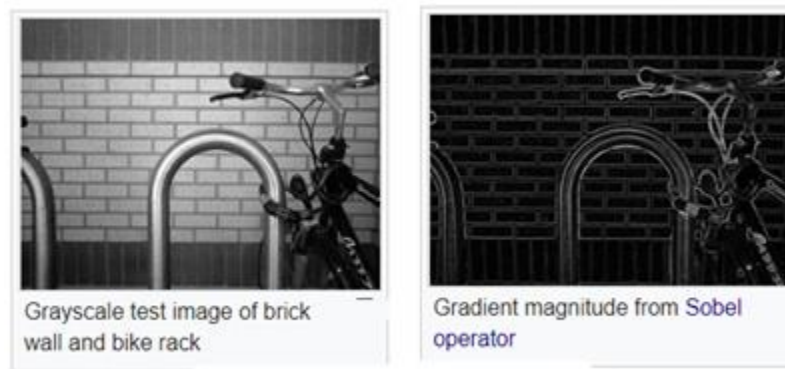 Grayscale test image of brick
wall and bike rack
Gradient magnitude from Sobel
operator